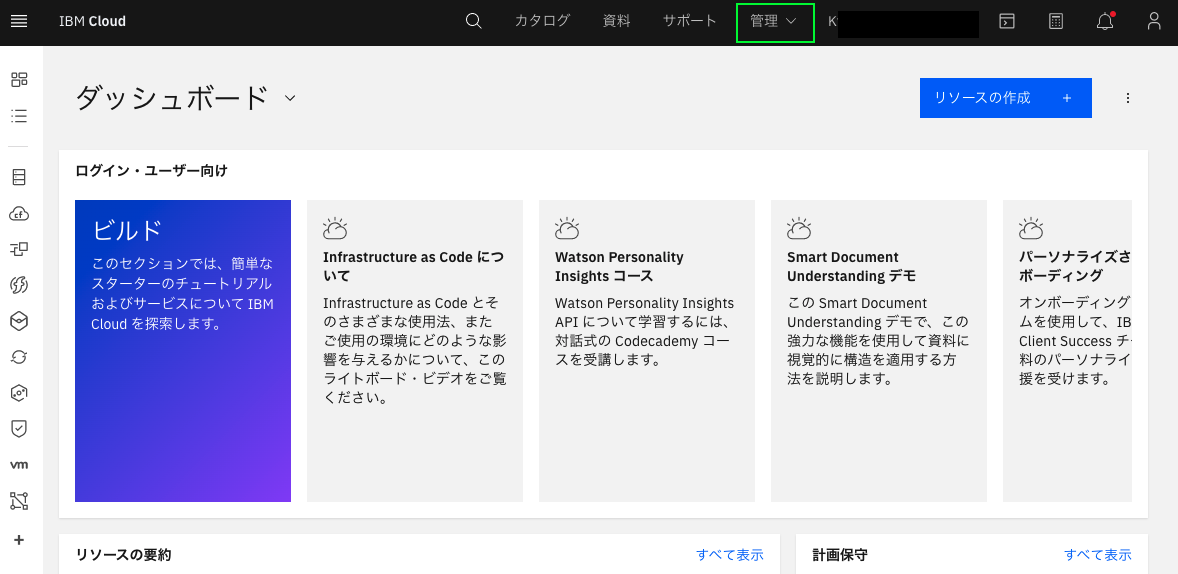 IBM Cloud
カタログ
資料
サポート
管理
K
ダッシュボード
リソースの作成 +
ログイン・ユーザー向け
ビルド
このセクションでは、簡単な
スターターのチュートリアル
およびサービスについて IBM
Cloud を探索します。
Infrastructure as Code につ
いて
Infrastructure as Code とそ
のさまざまな使用法、また
ご使用の環境にどのような影
響を与えるかについて、この
ライトボード・ビデオをご覧
ください。
Watson Personality
Insights コース
Watson Personality Insights
API について学習するには、
対話式の Codecademy コー
スを受講します。
Smart Document
Understanding デモ
この Smart Document
Understanding デモで、この
強力な機能を使用して資料に
視覚的に構造を適用する方
法を説明します。
パーソナライズさ
ボーディング
オンボーディング
ムを使用して、IB
Client Success チ
料のパーソナライ
援を受けます。
cf
vm
リソースの要約
すべて表示
計画保守
すべて表示